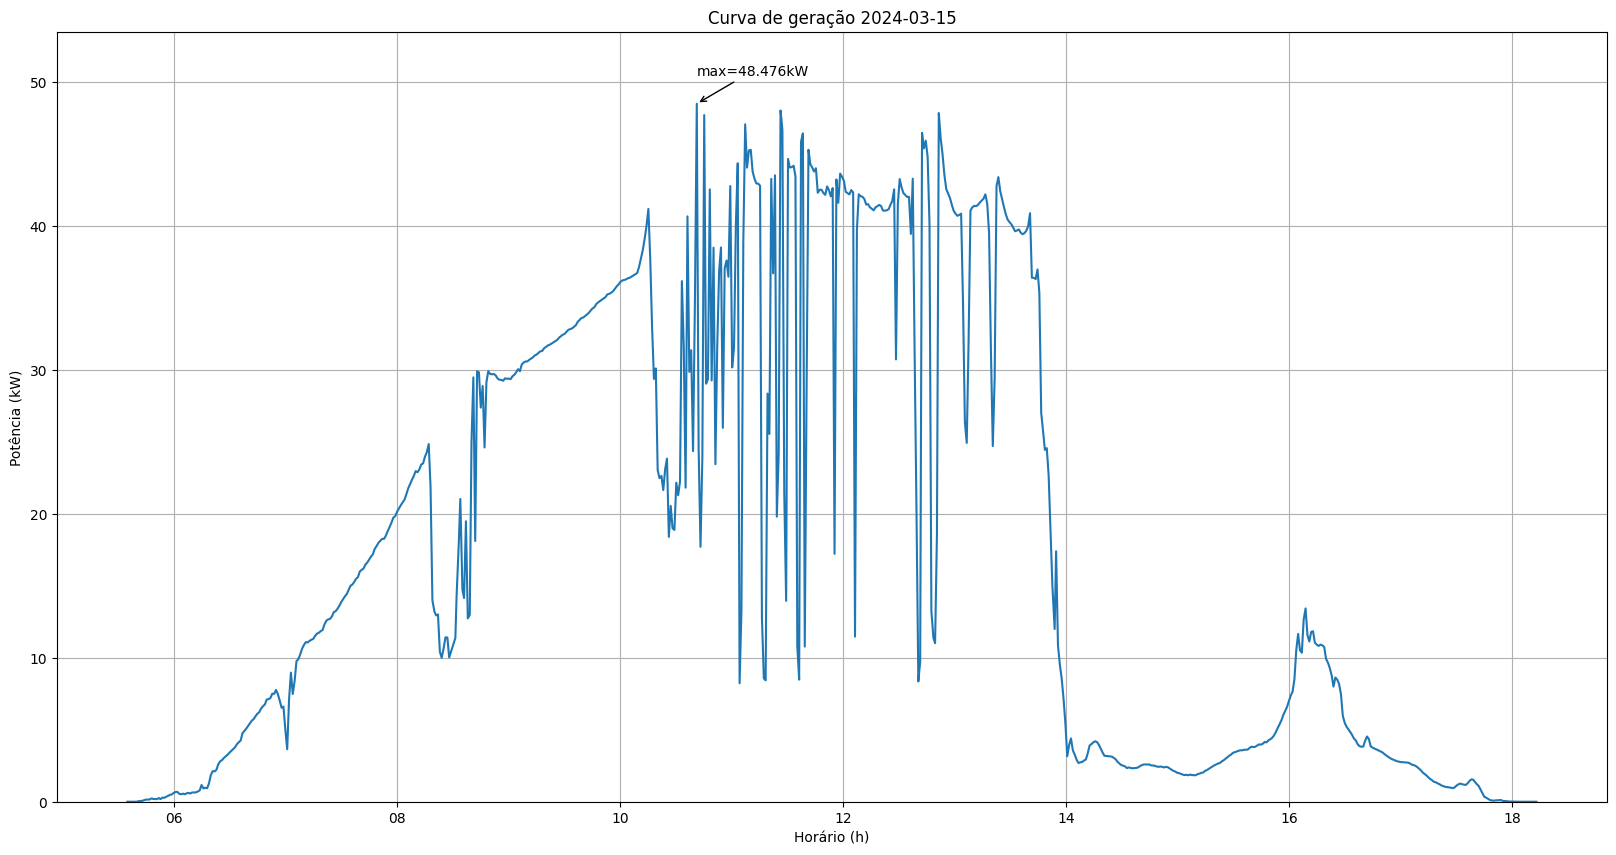 Curva de geração 2024-03-15
max=48.476kW
Potência (kW)
50
40
30
20
10
0
06 08 10 12 14 16 18
Horário (h)